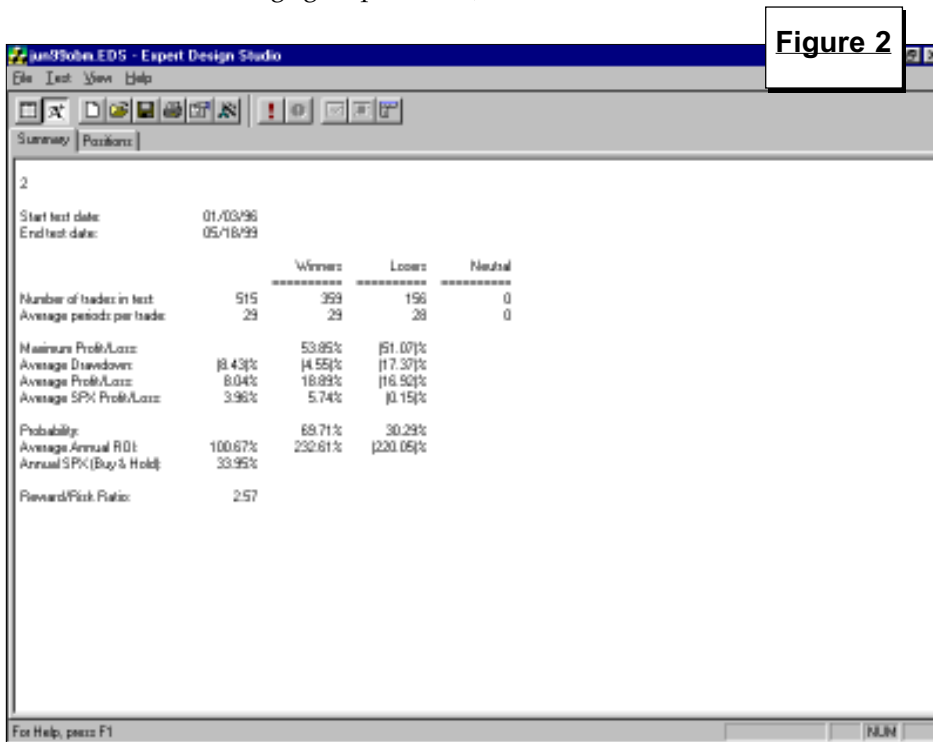 Figure 2
jun99obm.EDS - Expert Design Studio
File Test View Help
Summary Positions
2
Start test date: 01/03/96
End test date: 05/18/99
Winners Losers Neutral
========== ========== ==========
Number of trades in test: 515 359 156 0
Average periods per trade: 29 29 28 0
Maximum Profit/Loss: 53.85% (51.07)%
Average Drawdown: (8.43)% (4.55)% (17.37)%
Average Profit/Loss: 8.04% 18.89% (16.92)%
Average SPX Profit/Loss: 3.96% 5.74% (0.15)%
Probability: 69.71% 30.29%
Average Annual ROI: 100.67% 232.61% (220.05)%
Annual SPX (Buy & Hold): 33.95%
Reward/Risk Ratio: 2.57
For Help, press F1
NUM